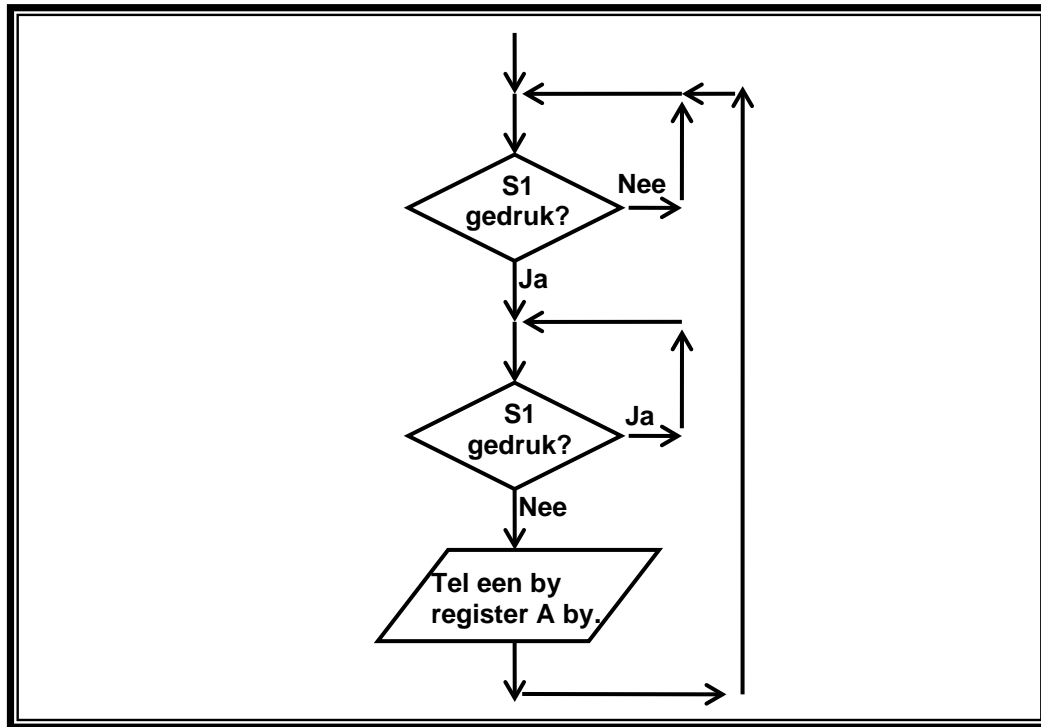 S1
gedruk?
Nee
Ja
S1
gedruk?
Ja
Nee
Tel een by
register A by.